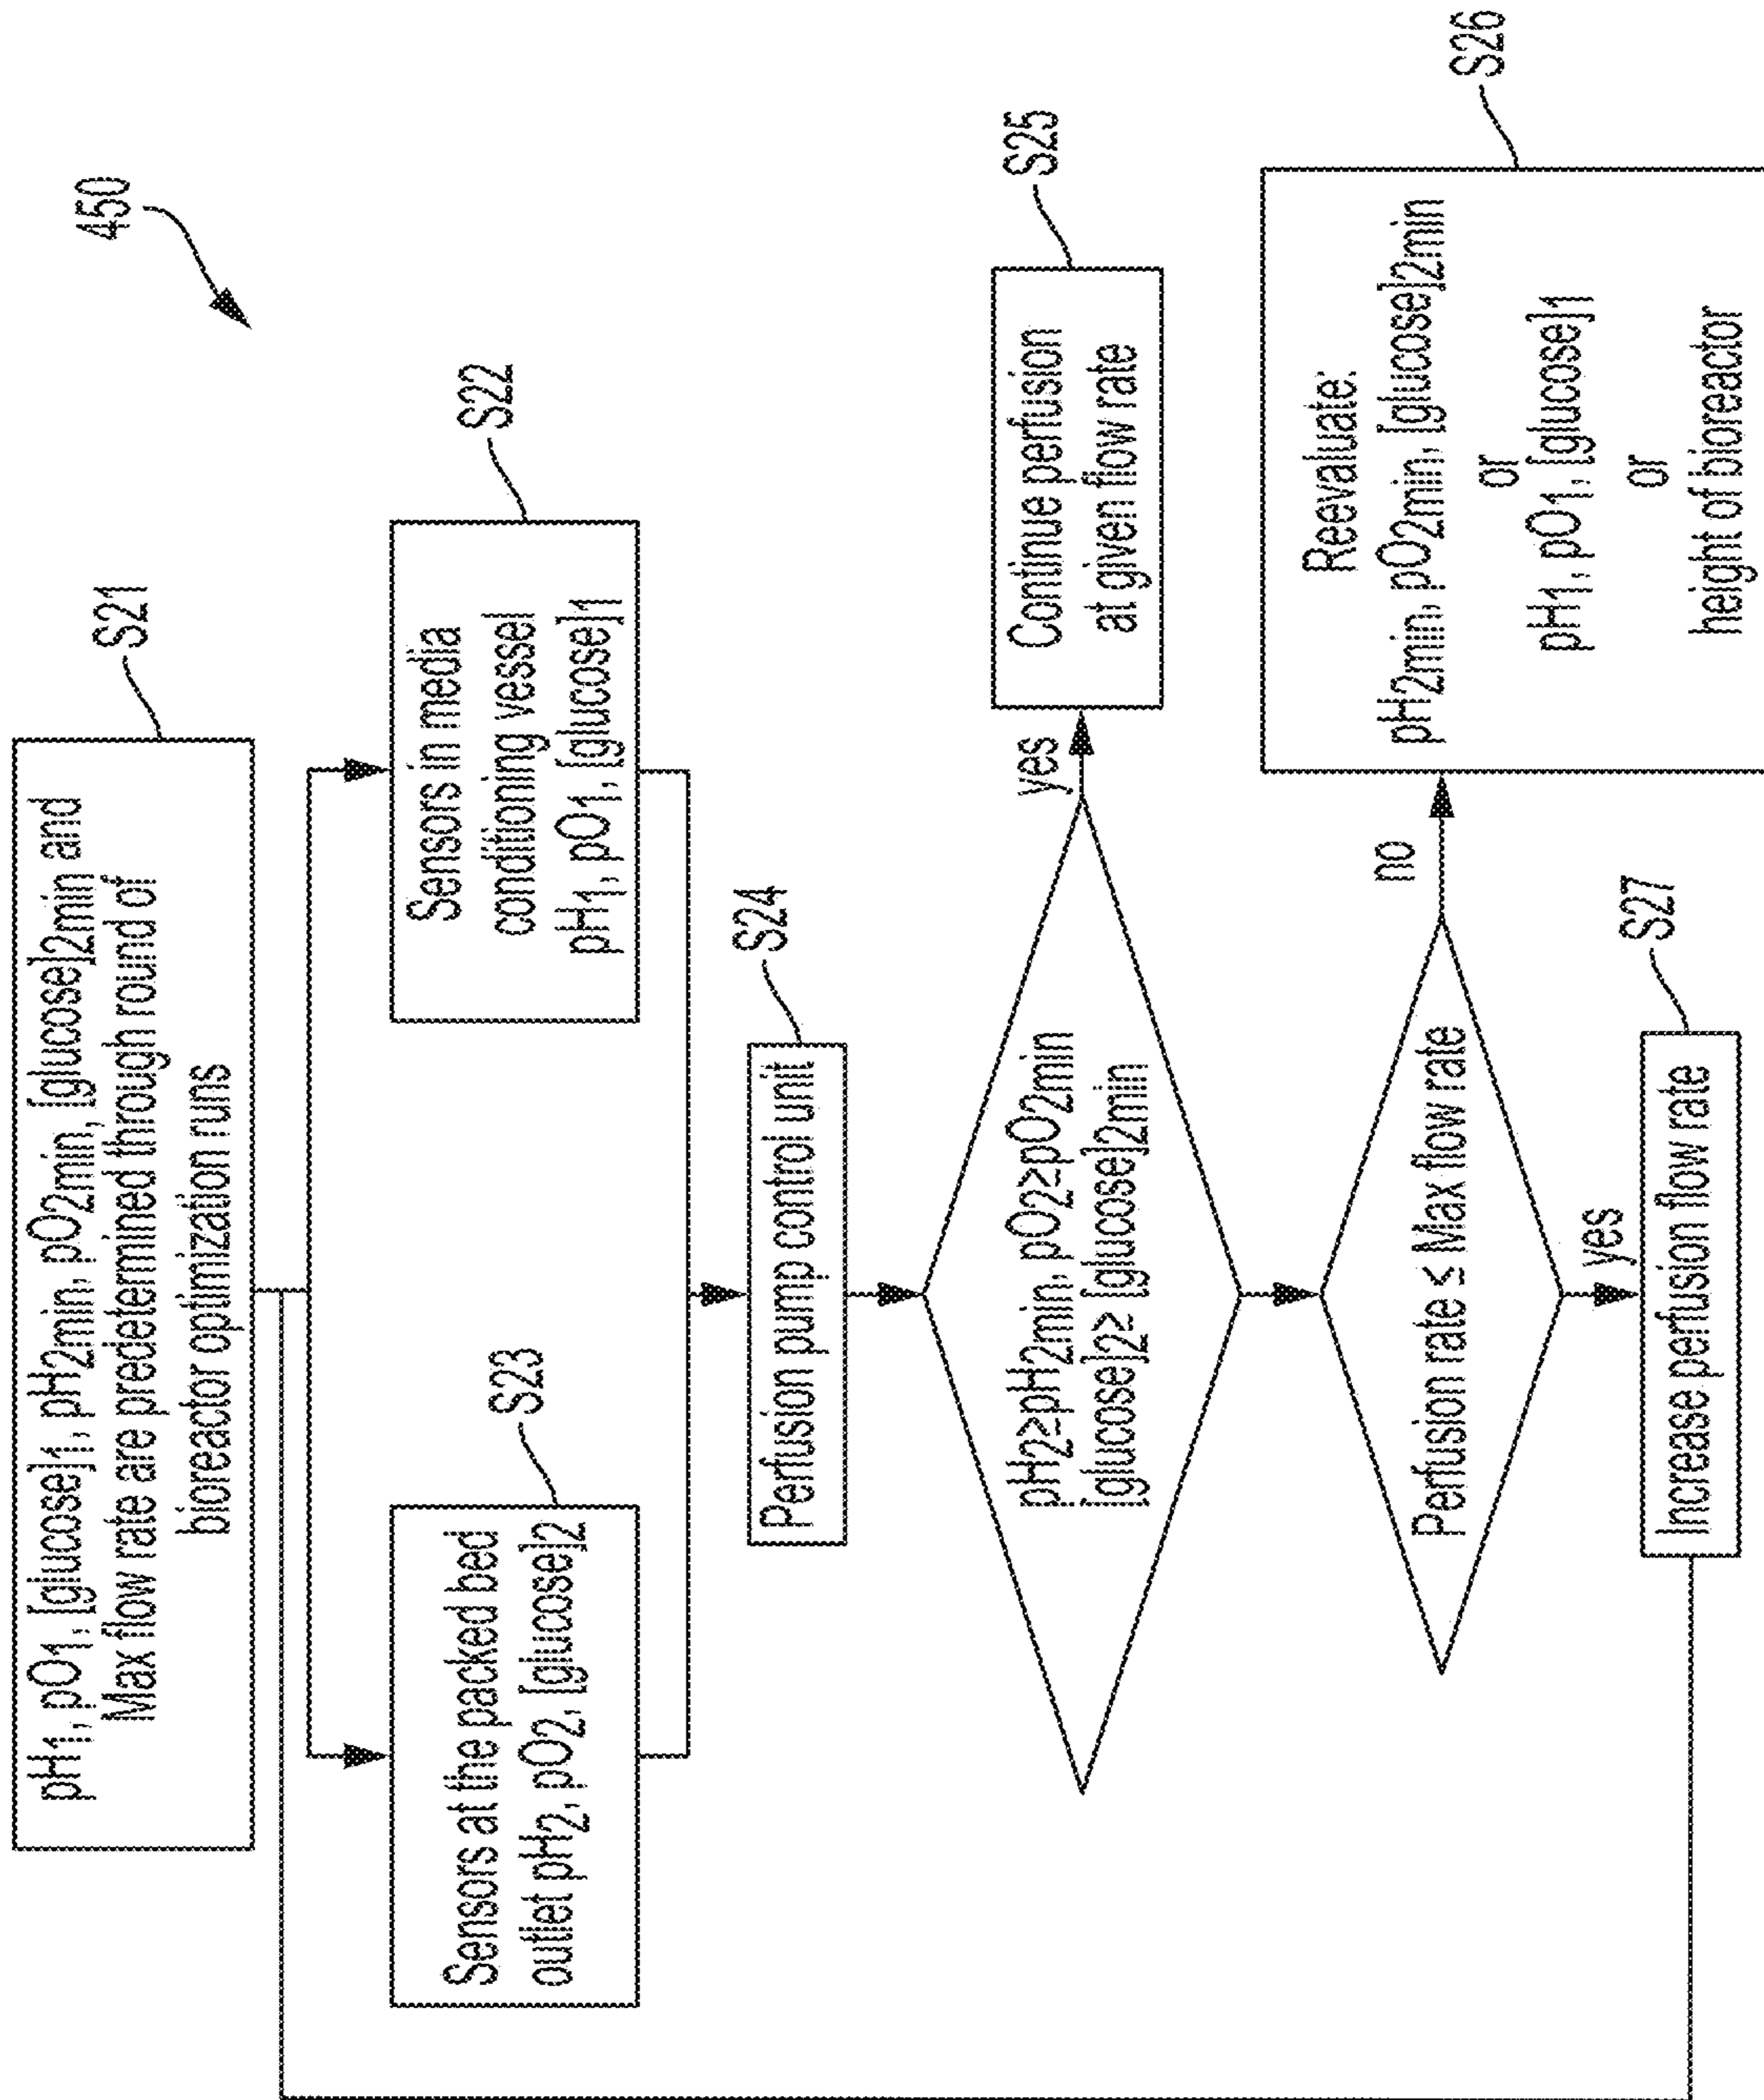 450
pH1, pO1, [glucose]1, pH2min, pO2min, [glucose]2min and
Max flow rate are predetermined through round of
bioreactor optimization runs
S21
Sensors at the packed bed
outlet pH2, pO2, [glucose]2
S23
Sensors in media
conditioning vessel
pH1, pO1, [glucose]1
S22
Perfusion pump control unit
S24
pH2≥pH2min, pO2≥pO2min
[glucose]2≥ [glucose]2min
yes
Continue perfusion
at given flow rate
S25
Perfusion rate ≤ Max flow rate
no
Reevaluate:
pH2min, pO2min, [glucose]2min
or
pH1, pO1, [glucose]1
or
height of bioreactor
S26
yes
Increase perfusion flow rate
S27